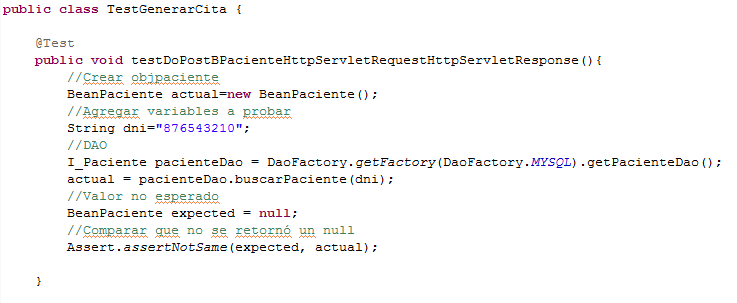 public class TestGenerarCita {
@Test
public void testDoPostBPacienteHttpServletRequestHttpServletResponse(){
//Crear objpaciente
BeanPaciente actual=new BeanPaciente();
//Agregar variables a probar
String dni="876543210";
//DAO
I_Paciente pacienteDao = DaoFactory.getFactory(DaoFactory.MYSQL).getPacienteDao();
actual = pacienteDao.buscarPaciente(dni);
//Valor no esperado
BeanPaciente expected = null;
//Comparar que no se retornó un null
Assert.assertNotSame(expected, actual);
}